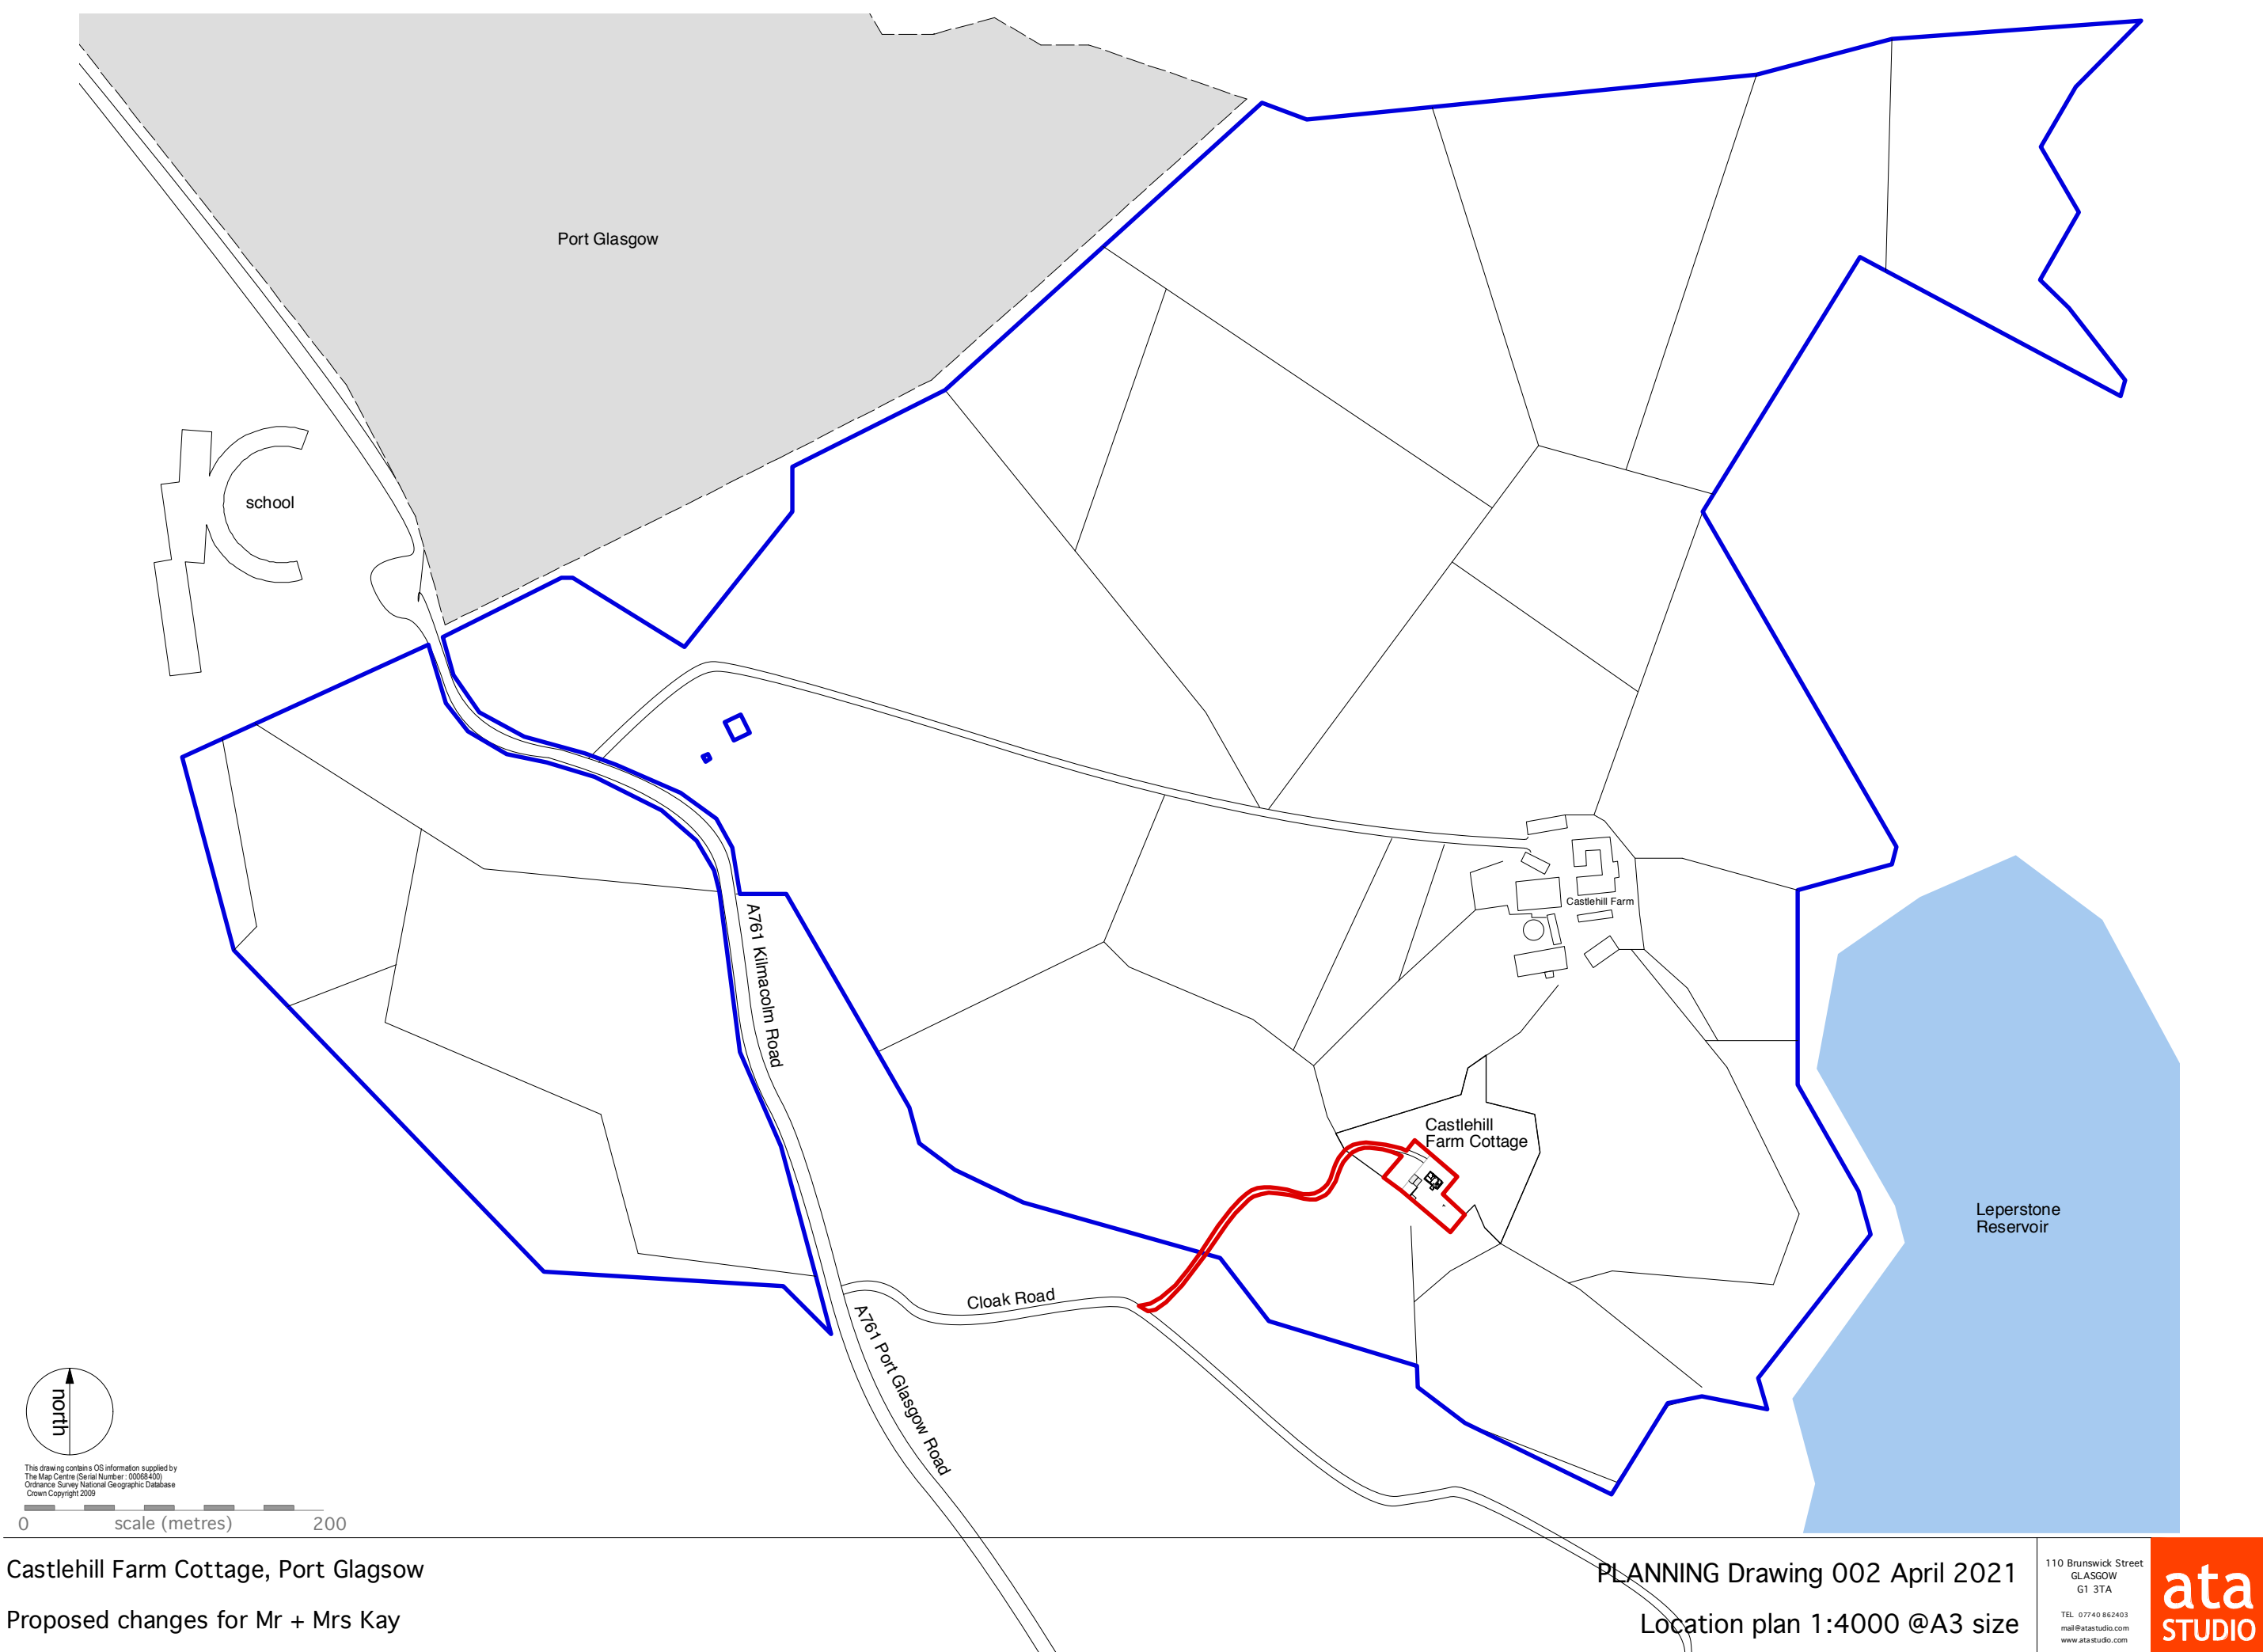 Port Glasgow
school
A761 Kilmacolm Road
Castlehill Farm
Castlehill
Farm Cottage
Leperstone
Reservoir
Cloak Road
A761 Port Glasgow Road
north
This drawing contains OS information supplied by
The Map Centre (Serial Number : 00068400)
Ordnance Survey National Geographic Database
Crown Copyright 2009
0 scale (metres) 200
Castlehill Farm Cottage, Port Glagsow
Proposed changes for Mr + Mrs Kay
PLANNING Drawing 002 April 2021
Location plan 1:4000 @A3 size
110 Brunswick Street
GLASGOW
G1 3TA
TEL 07740 862403
mail@atastudio.com
www.atastudio.com
ata
STUDIO